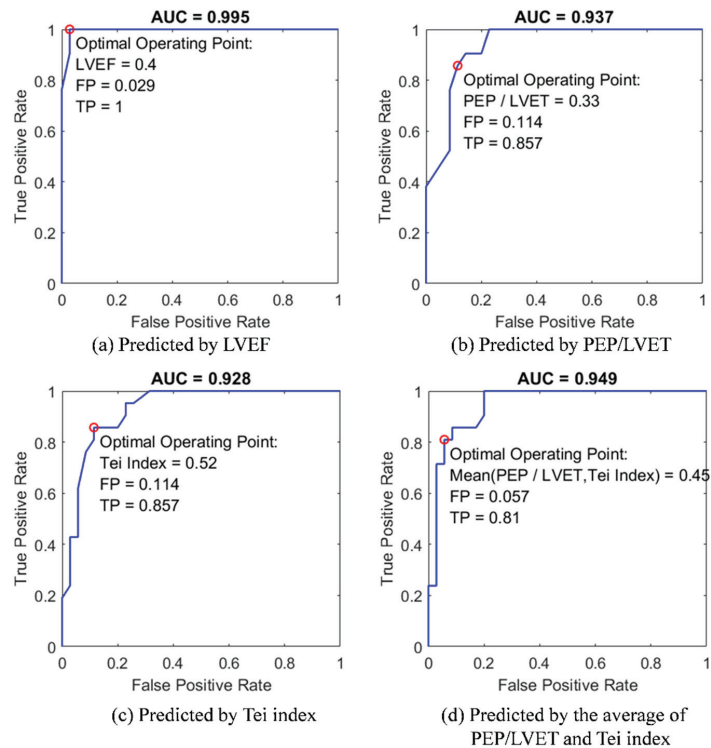 AUC = 0.995
Optimal Operating Point:
LVEF = 0.4
FP = 0.029
TP = 1
True Positive Rate
1
0.8
0.6
0.4
0.2
0
0 0.2 0.4 0.6 0.8 1
False Positive Rate
(a) Predicted by LVEF
AUC = 0.937
Optimal Operating Point:
PEP / LVET = 0.33
FP = 0.114
TP = 0.857
True Positive Rate
1
0.8
0.6
0.4
0.2
0
0 0.2 0.4 0.6 0.8 1
False Positive Rate
(b) Predicted by PEP/LVET
AUC = 0.928
Optimal Operating Point:
Tei Index = 0.52
FP = 0.114
TP = 0.857
True Positive Rate
1
0.8
0.6
0.4
0.2
0
0 0.2 0.4 0.6 0.8 1
False Positive Rate
(c) Predicted by Tei index
AUC = 0.949
Optimal Operating Point:
Mean(PEP / LVET,Tei Index) = 0.45
FP = 0.057
TP = 0.81
True Positive Rate
1
0.8
0.6
0.4
0.2
0
0 0.2 0.4 0.6 0.8 1
False Positive Rate
(d) Predicted by the average of
PEP/LVET and Tei index